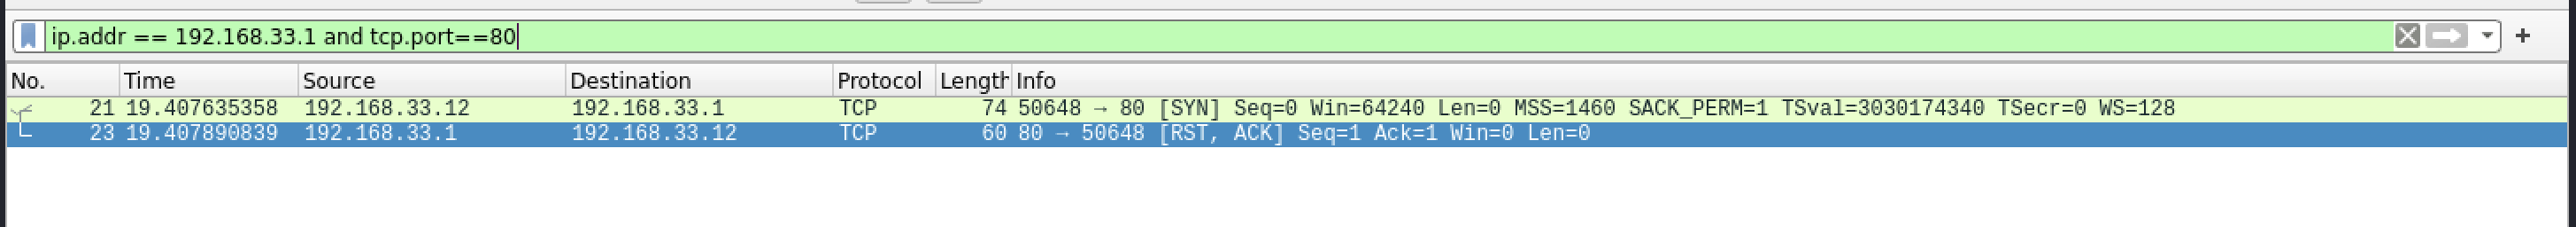 ip.addr == 192.168.33.1 and tcp.port==80
No. Time Source Destination Protocol Length Info
21 19.407635358 192.168.33.12 192.168.33.1 TCP 74 50648 → 80 [SYN] Seq=0 Win=64240 Len=0 MSS=1460 SACK_PERM=1 TSval=3030174340 TSecr=0 WS=128
23 19.407890839 192.168.33.1 192.168.33.12 TCP 60 80 → 50648 [RST, ACK] Seq=1 Ack=1 Win=0 Len=0